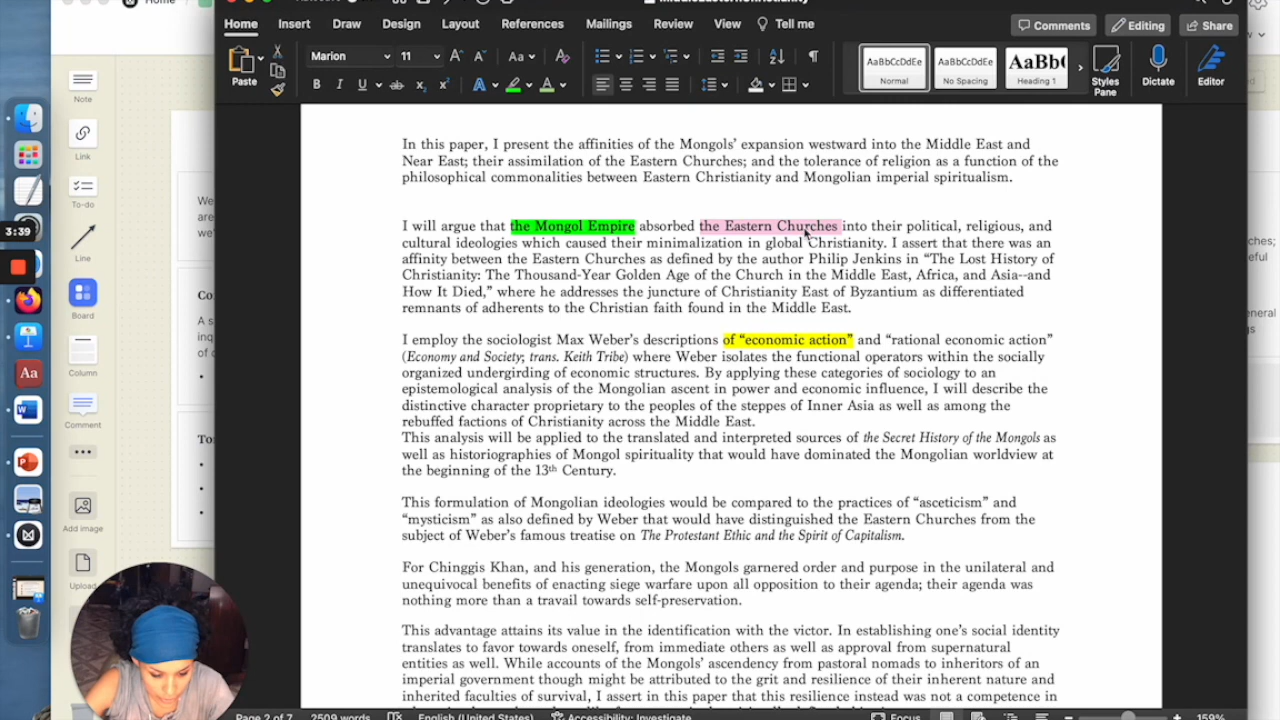 Home
Home Insert Draw Design Layout References Mailings Review View Tell me
Comments Editing Share
Marion 11
Paste
AaBbCcDdEe AaBbCcDdEe AaBb(
Normal No Spacing Heading 1
Styles Pane
Dictate
Editor
Note
Link
To-do
Line
Board
Column
Comment
Add image
Upload
3:39
We
are
we'
Co
A s
inq
of c
To
In this paper, I present the affinities of the Mongols' expansion westward into the Middle East and
Near East; their assimilation of the Eastern Churches; and the tolerance of religion as a function of the
philosophical commonalities between Eastern Christianity and Mongolian imperial spiritualism.
I will argue that the Mongol Empire absorbed the Eastern Churches into their political, religious, and
cultural ideologies which caused their minimalization in global Christianity. I assert that there was an
affinity between the Eastern Churches as defined by the author Philip Jenkins in “The Lost History of
Christianity: The Thousand-Year Golden Age of the Church in the Middle East, Africa, and Asia--and
How It Died,” where he addresses the juncture of Christianity East of Byzantium as differentiated
remnants of adherents to the Christian faith found in the Middle East.
I employ the sociologist Max Weber's descriptions of “economic action” and “rational economic action”
(Economy and Society; trans. Keith Tribe) where Weber isolates the functional operators within the socially
organized undergirding of economic structures. By applying these categories of sociology to an
epistemological analysis of the Mongolian ascent in power and economic influence, I will describe the
distinctive character proprietary to the peoples of the steppes of Inner Asia as well as among the
rebuffed factions of Christianity across the Middle East.
This analysis will be applied to the translated and interpreted sources of the Secret History of the Mongols as
well as historiographies of Mongol spirituality that would have dominated the Mongolian worldview at
the beginning of the 13th Century.
This formulation of Mongolian ideologies would be compared to the practices of “asceticism” and
“mysticism” as also defined by Weber that would have distinguished the Eastern Churches from the
subject of Weber's famous treatise on The Protestant Ethic and the Spirit of Capitalism.
For Chinggis Khan, and his generation, the Mongols garnered order and purpose in the unilateral and
unequivocal benefits of enacting siege warfare upon all opposition to their agenda; their agenda was
nothing more than a travail towards self-preservation.
This advantage attains its value in the identification with the victor. In establishing one's social identity
translates to favor towards oneself, from immediate others as well as approval from supernatural
entities as well. While accounts of the Mongols' ascendency from pastoral nomads to inheritors of an
imperial government though might be attributed to the grit and resilience of their inherent nature and
inherited faculties of survival, I assert in this paper that this resilience instead was not a competence in
Page 2 of 7 2509 words English (United States) Accessibility: Investigate Focus 159%